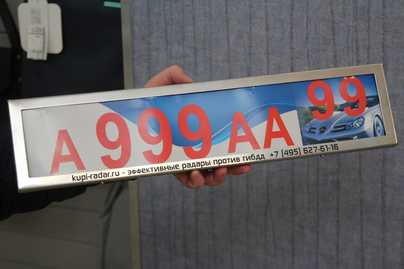 А 999 АА 99
kupi-radar.ru - эффективные радары против гибдд +7 (495) 627-61-16